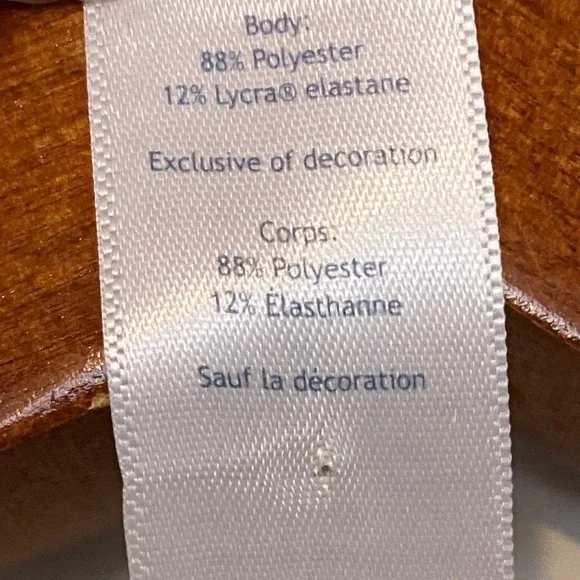 Body:
88% Polyester
12% Lycra® elastane
Exclusive of decoration
Corps:
88% Polyester
12% Élasthanne
Sauf la décoration